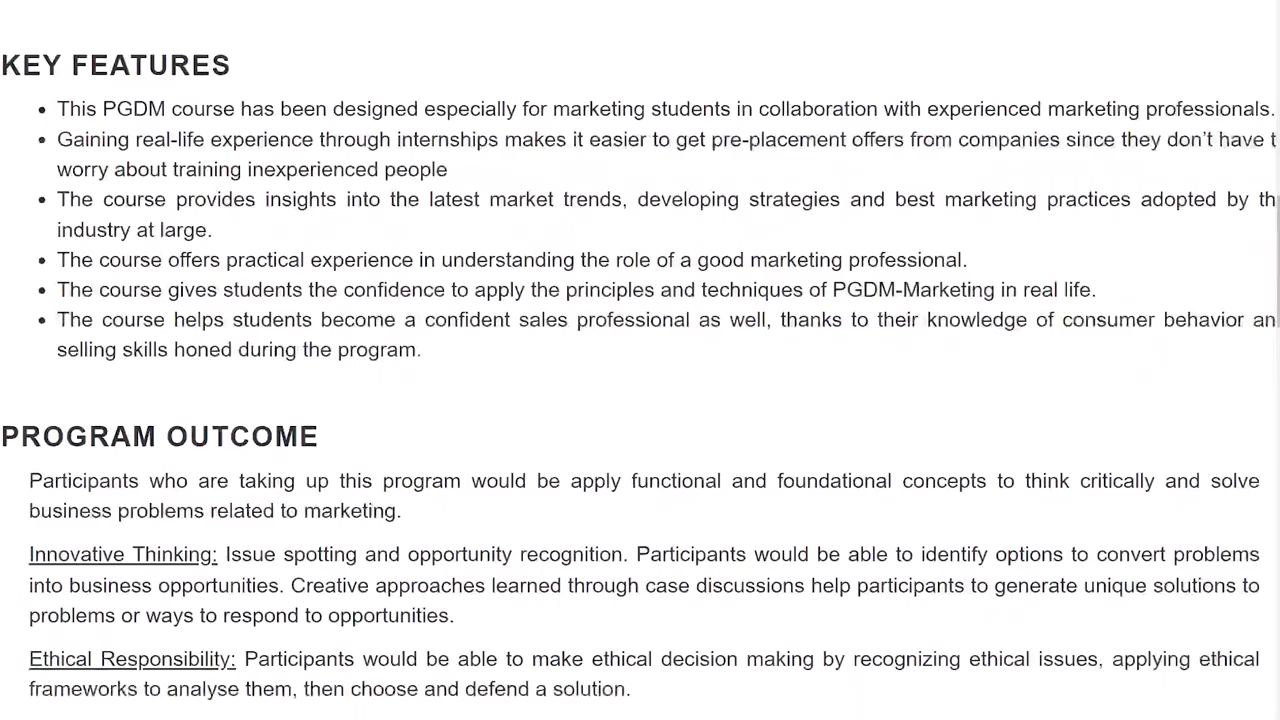 KEY FEATURES
• This PGDM course has been designed especially for marketing students in collaboration with experienced marketing professionals.
• Gaining real-life experience through internships makes it easier to get pre-placement offers from companies since they don’t have t
worry about training inexperienced people
• The course provides insights into the latest market trends, developing strategies and best marketing practices adopted by th
industry at large.
• The course offers practical experience in understanding the role of a good marketing professional.
• The course gives students the confidence to apply the principles and techniques of PGDM-Marketing in real life.
• The course helps students become a confident sales professional as well, thanks to their knowledge of consumer behavior an
selling skills honed during the program.
PROGRAM OUTCOME
Participants who are taking up this program would be apply functional and foundational concepts to think critically and solve
business problems related to marketing.
Innovative Thinking: Issue spotting and opportunity recognition. Participants would be able to identify options to convert problems
into business opportunities. Creative approaches learned through case discussions help participants to generate unique solutions to
problems or ways to respond to opportunities.
Ethical Responsibility: Participants would be able to make ethical decision making by recognizing ethical issues, applying ethical
frameworks to analyse them, then choose and defend a solution.